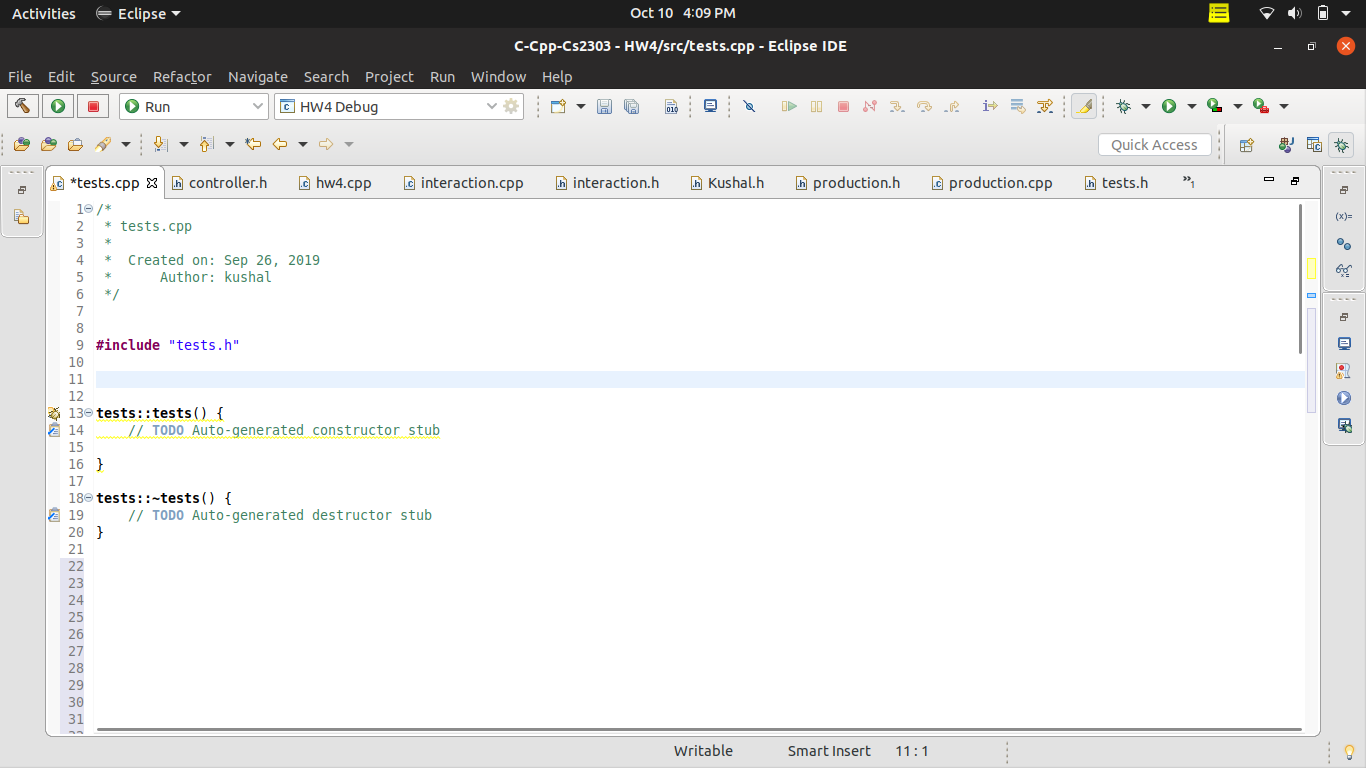 Activities Eclipse Oct 10 4:09 PM
C-Cpp-Cs2303 - HW4/src/tests.cpp - Eclipse IDE
File Edit Source Refactor Navigate Search Project Run Window Help
Run HW4 Debug
010
Quick Access
*tests.cpp controller.h hw4.cpp interaction.cpp interaction.h Kushal.h production.h production.cpp tests.h »1
(x)=
1 /*
2 * tests.cpp
3 *
4 * Created on: Sep 26, 2019
5 * Author: kushal
6 */
7
8
9 #include "tests.h"
10
11
12
13 tests::tests() {
14 // TODO Auto-generated constructor stub
15
16 }
17
18 tests::~tests() {
19 // TODO Auto-generated destructor stub
20 }
21
22
23
24
25
26
27
28
29
30
31
Writable Smart Insert 11 : 1